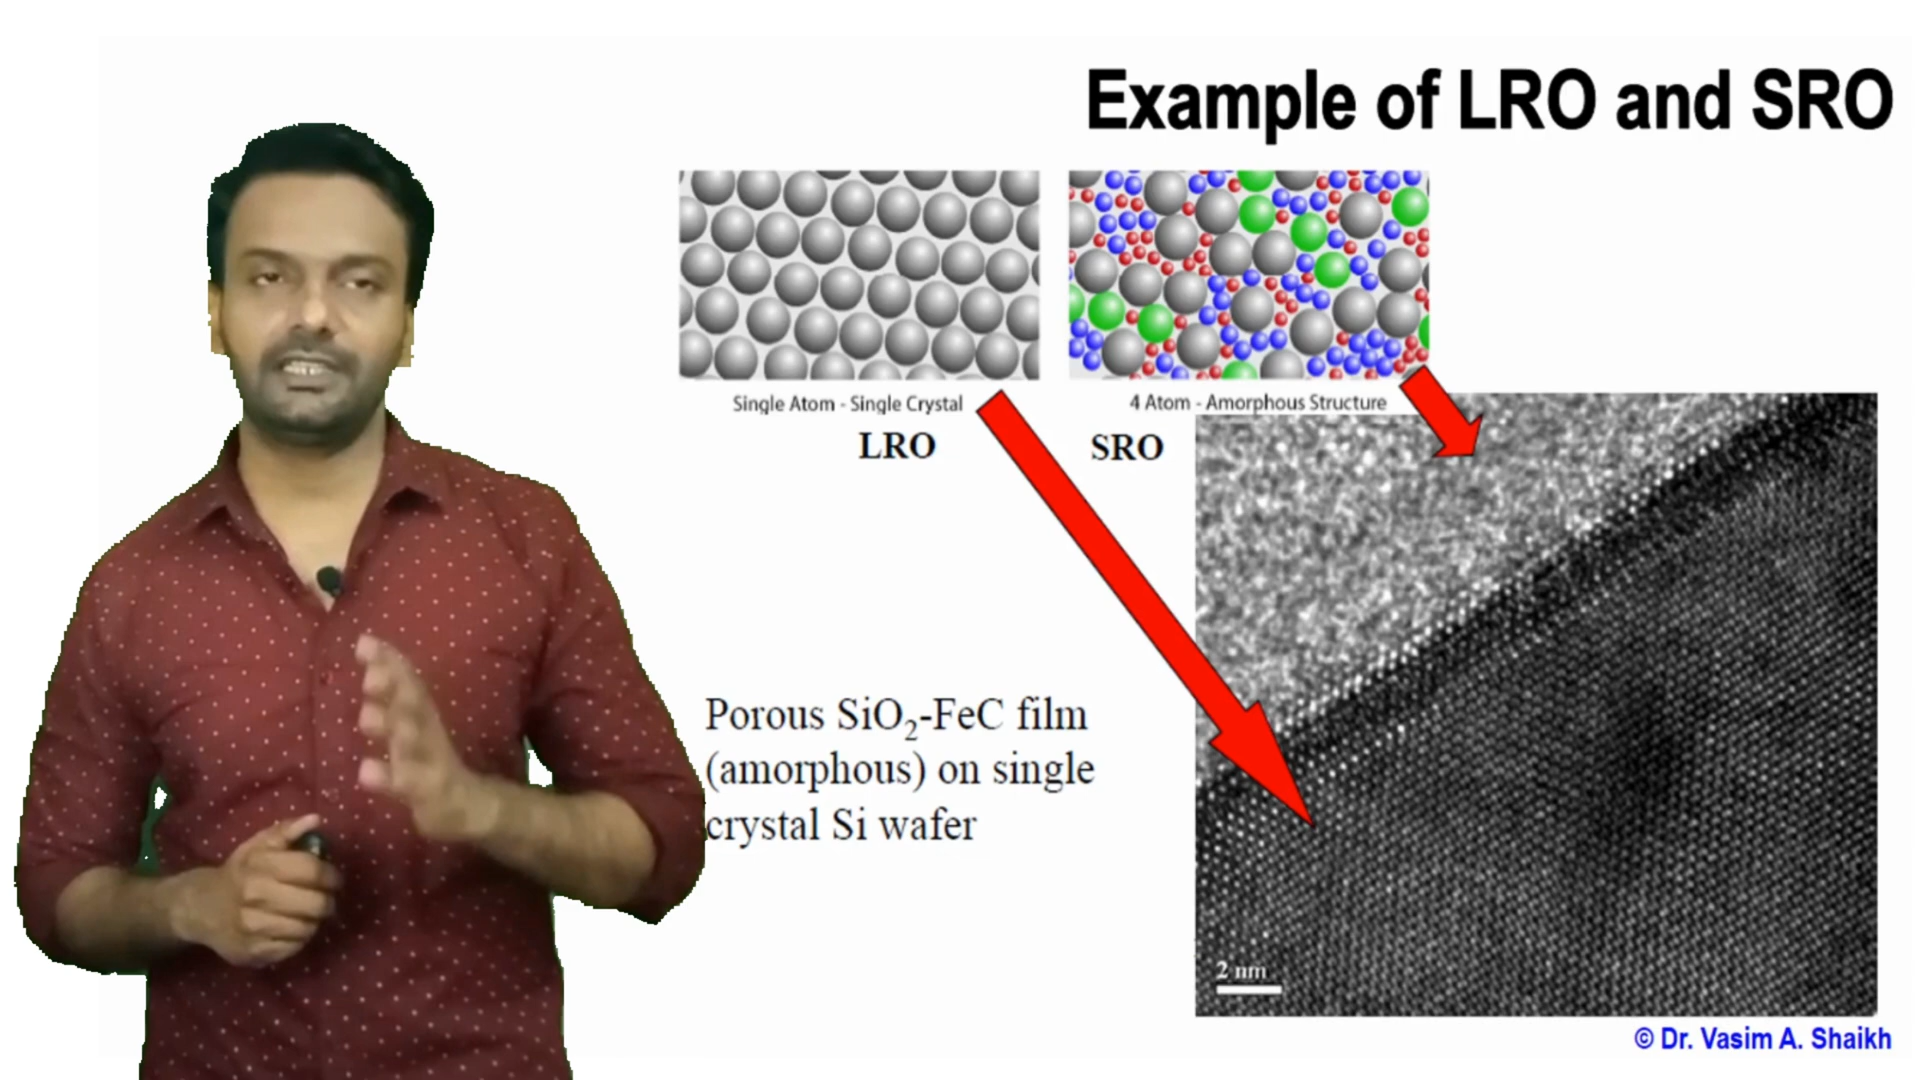 Example of LRO and SRO
Single Atom - Single Crystal
4 Atom - Amorphous Structure
LRO
SRO
Porous SiO₂-FeC film
(amorphous) on single
crystal Si wafer
2 nm
© Dr. Vasim A. Shaikh